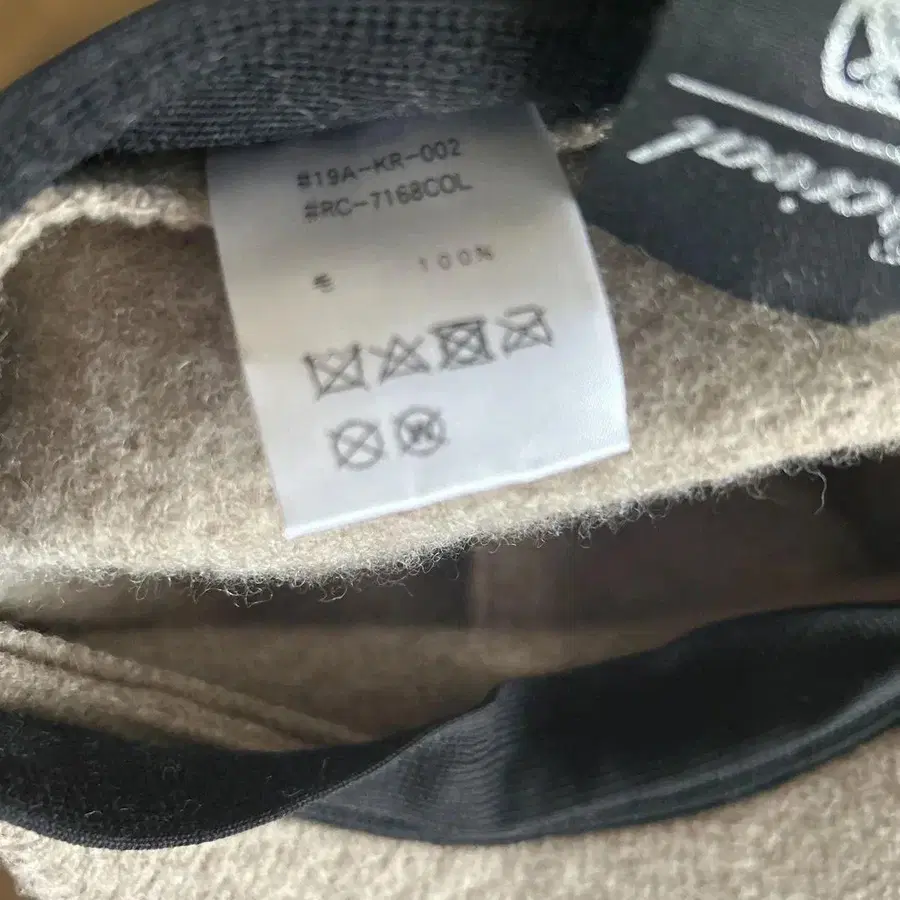 #19A-KR-002
#RC-7168COL
毛 100%